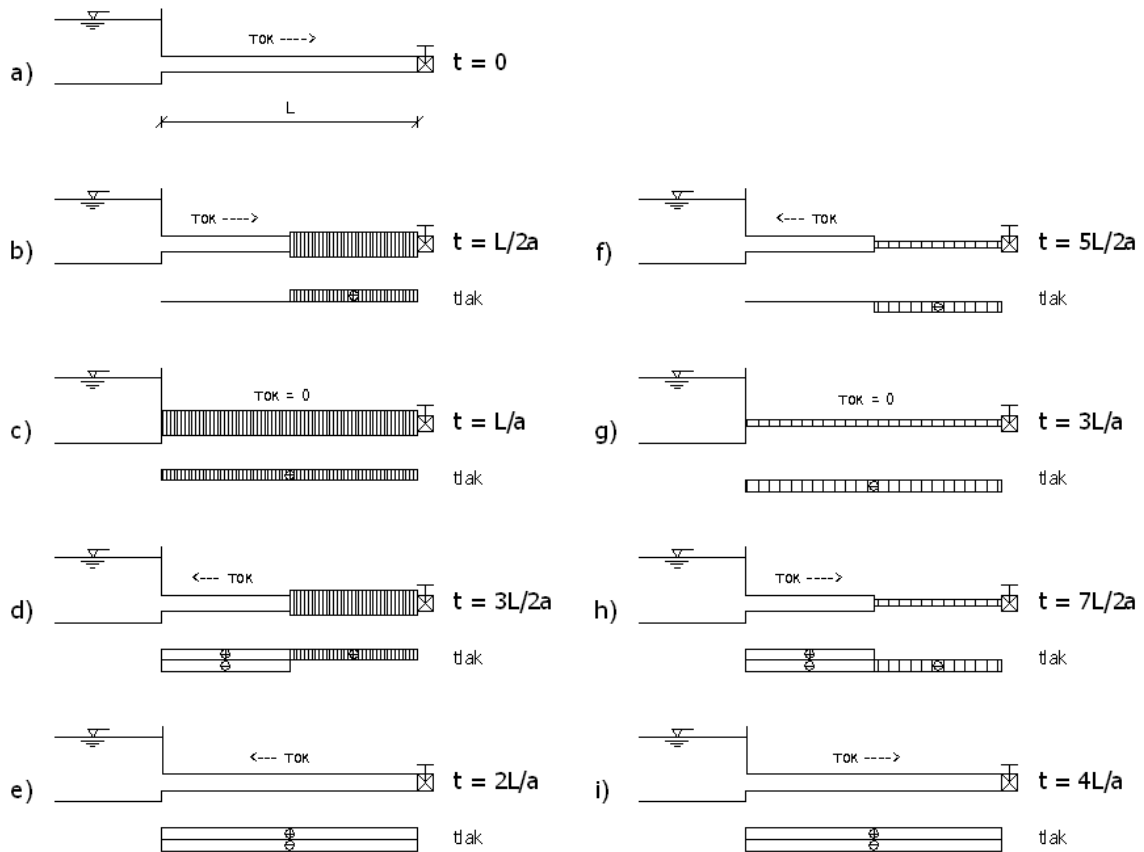 a)
TOK ---->
t = 0
L
b)
TOK ---->
t = L/2a
tlak
c)
TOK = 0
t = L/a
tlak
d)
<---- TOK
t = 3L/2a
tlak
e)
<---- TOK
t = 2L/a
tlak
f)
<---- TOK
t = 5L/2a
tlak
g)
TOK = 0
t = 3L/a
tlak
h)
TOK ---->
t = 7L/2a
tlak
i)
TOK ---->
t = 4L/a
tlak